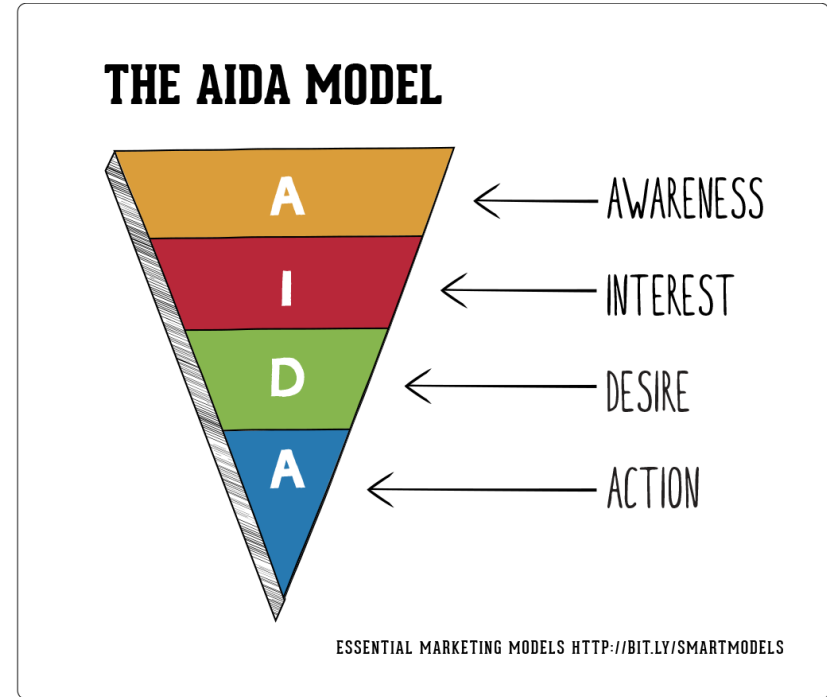 THE AIDA MODEL
A
AWARENESS
I
INTEREST
D
DESIRE
A
ACTION
ESSENTIAL MARKETING MODELS HTTP://BIT.LY/SMARTMODELS